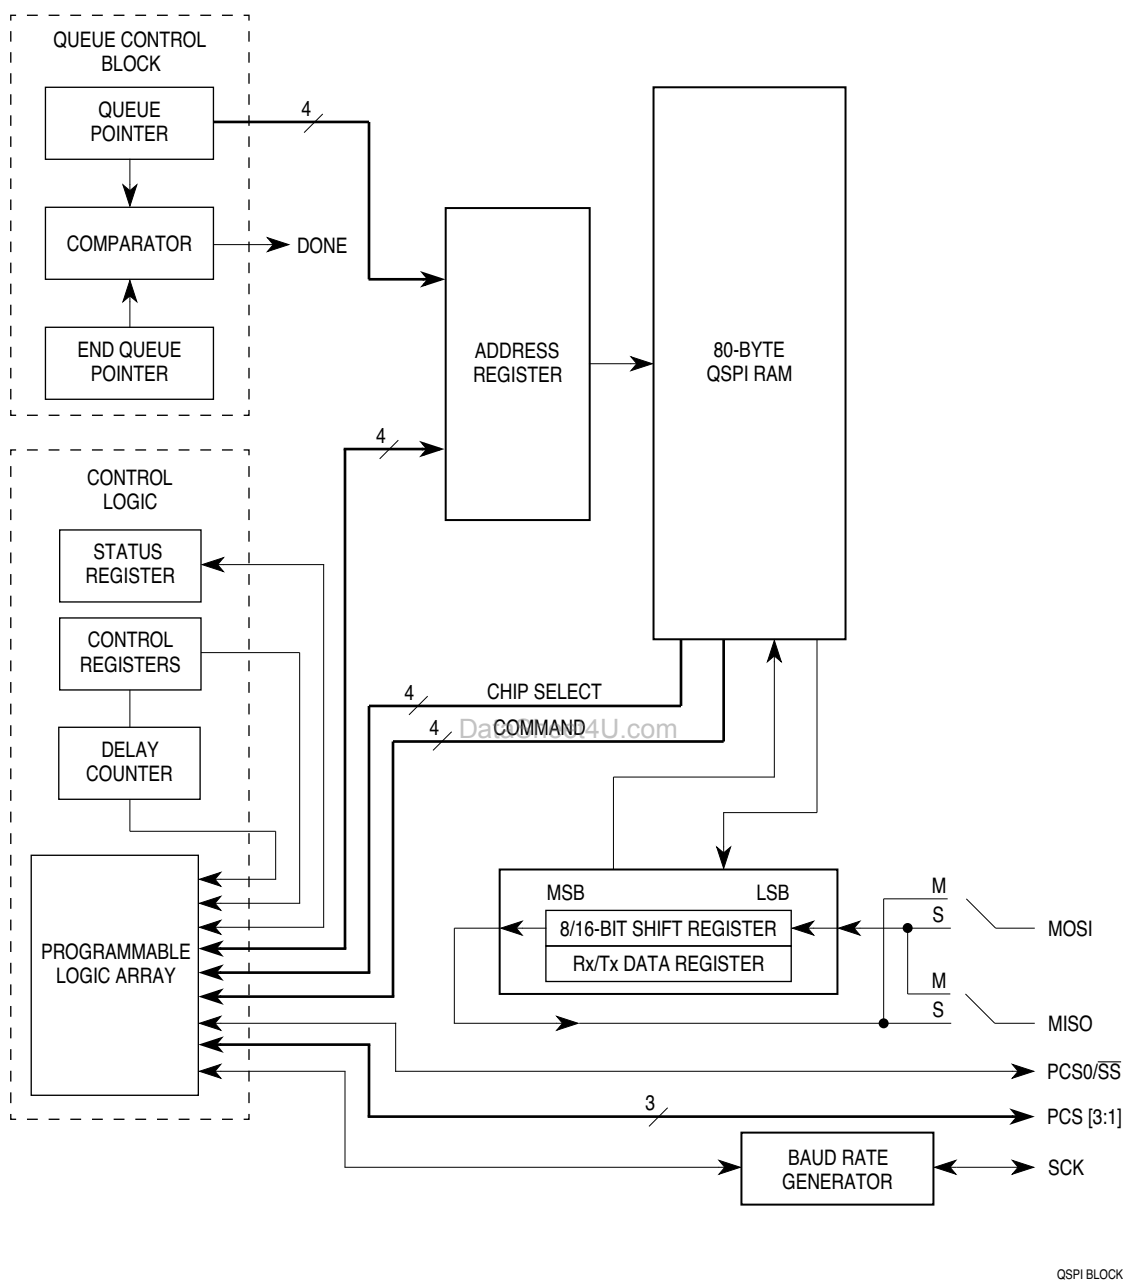 QUEUE CONTROL
BLOCK
QUEUE
POINTER
4
COMPARATOR
DONE
END QUEUE
POINTER
ADDRESS
REGISTER
80-BYTE
QSPI RAM
4
CONTROL
LOGIC
STATUS
REGISTER
CONTROL
REGISTERS
DELAY
COUNTER
4
CHIP SELECT
4
COMMAND
DataSheet4U.com
PROGRAMMABLE
LOGIC ARRAY
MSB
LSB
8/16-BIT SHIFT REGISTER
Rx/Tx DATA REGISTER
M
S
MOSI
M
S
MISO
PCS0/SS
3
PCS [3:1]
BAUD RATE
GENERATOR
SCK
QSPI BLOCK